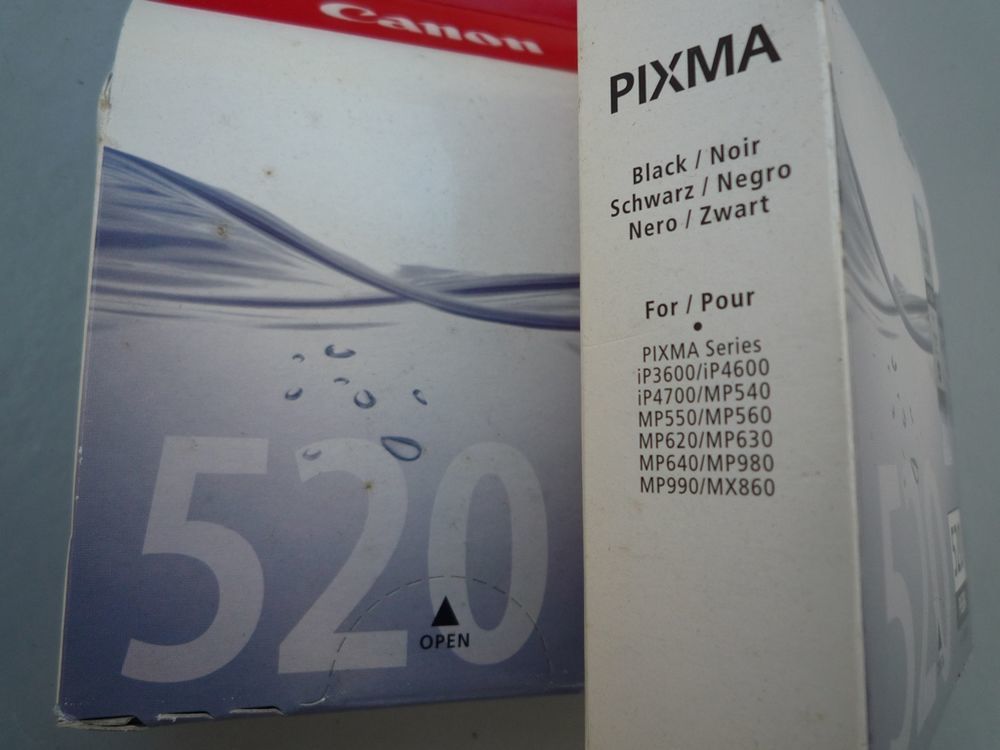 Canon
520
OPEN
PIXMA
Black / Noir
Schwarz / Negro
Nero / Zwart
For / Pour
•
PIXMA Series
iP3600/iP4600
iP4700/MP540
MP550/MP560
MP620/MP630
MP640/MP980
MP990/MX860
520